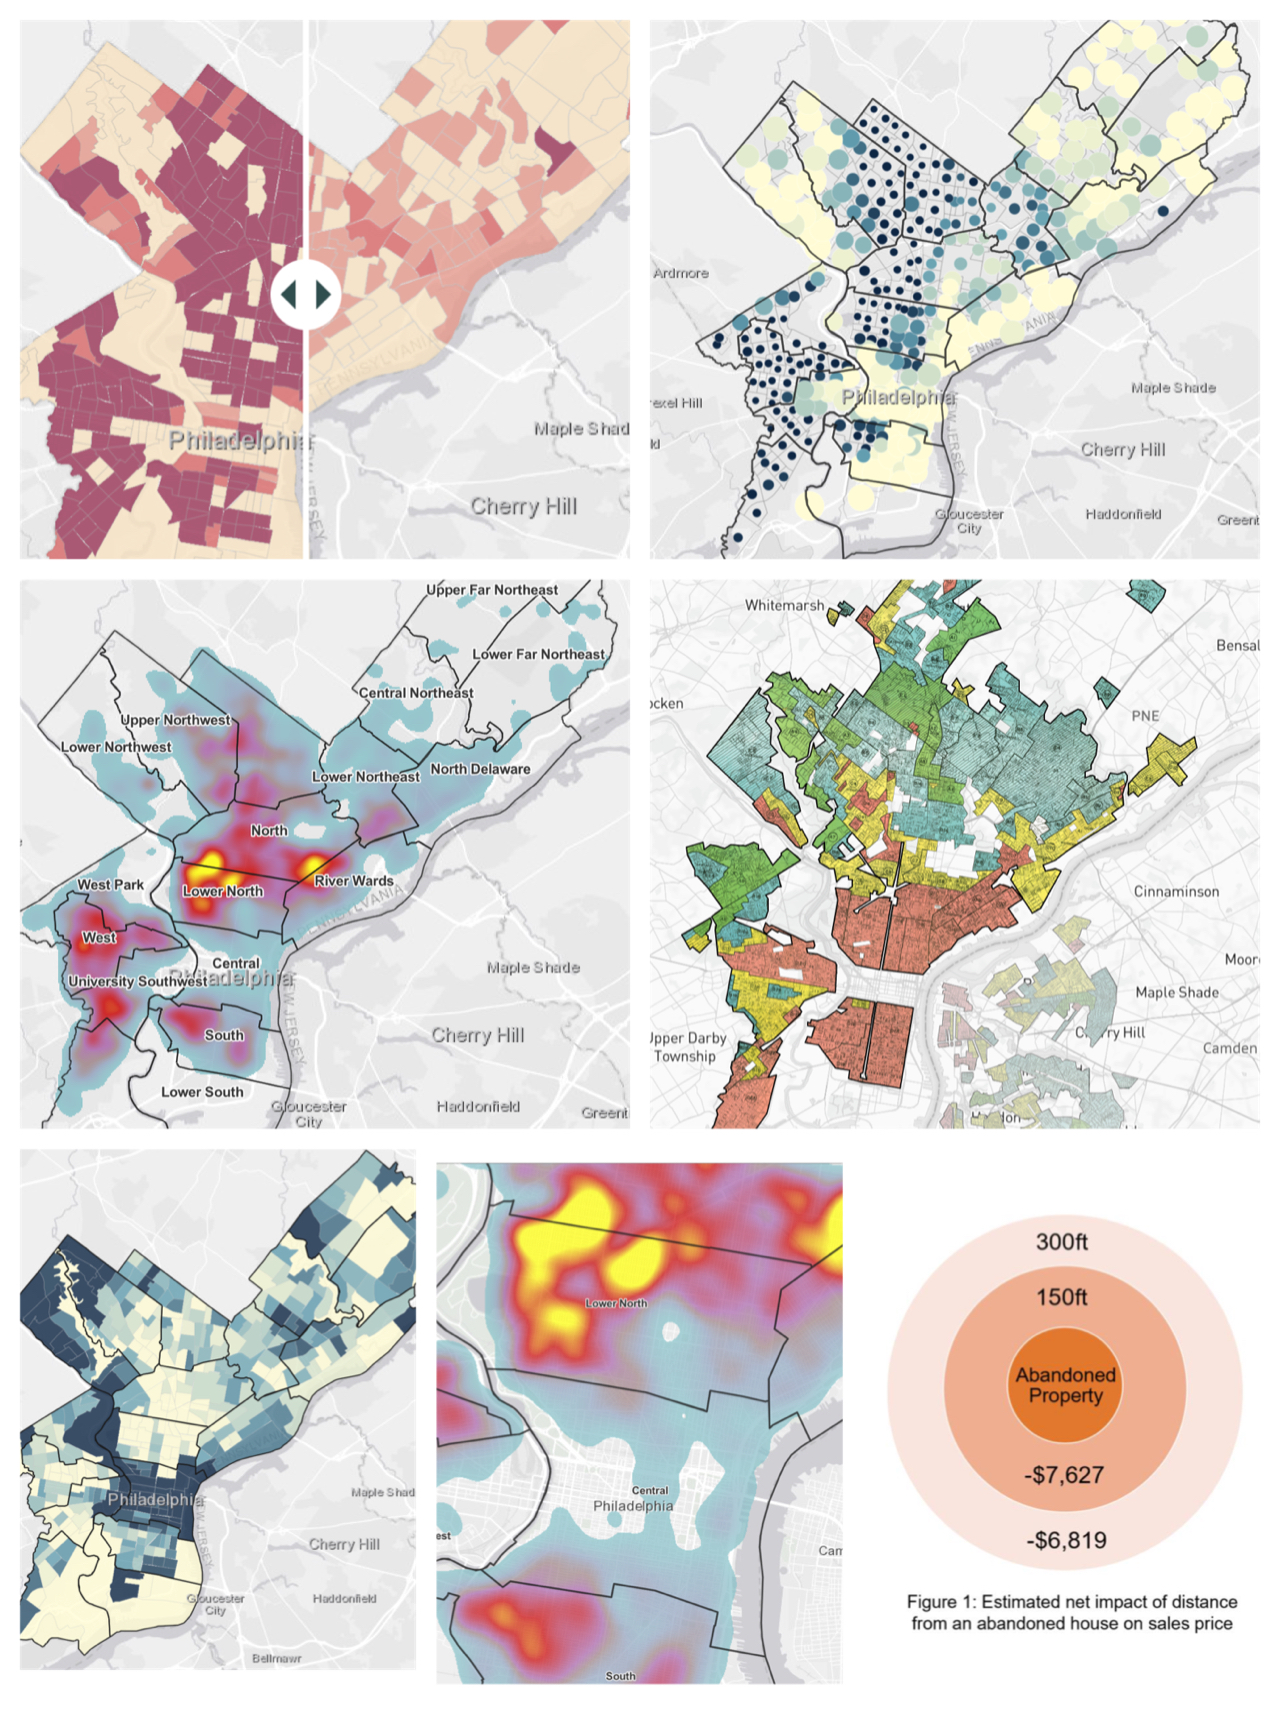 PENNSYLVANIA
Philadelphia
Maple Shad
Cherry Hill
JERSEY
Ardmore
Maple Shade
Philadelphia
Cherry Hill
JERSEY
Gloucester
City
Haddonfield
Greent
Upper Far Northeast
Lower Far Northeast
Central Northeast
Upper Northwest
Lower Northwest
Lower Northeast
North Delaware
North
River Wards
Lower North
West Park
PENNSYLVANIA
West
Central
University Southwest
Philadelphia
Maple Shade
South
Cherry Hill
Lower South
Gloucester
City
Haddonfield
Greent
Whitemarsh
Bensal
ocken
PNE
Cinnaminson
Moor
Maple Shade
Cherry Hill
Upper Darby
Township
Camden
Philadelphia
Maple Shad
Cherry Hill
Gloucester
City
Haddonfield
Bellmawr
Lower North
Central
Philadelphia
est
Cam
South
300ft
150ft
Abandoned
Property
-$7,627
-$6,819
Figure 1: Estimated net impact of distance
from an abandoned house on sales price